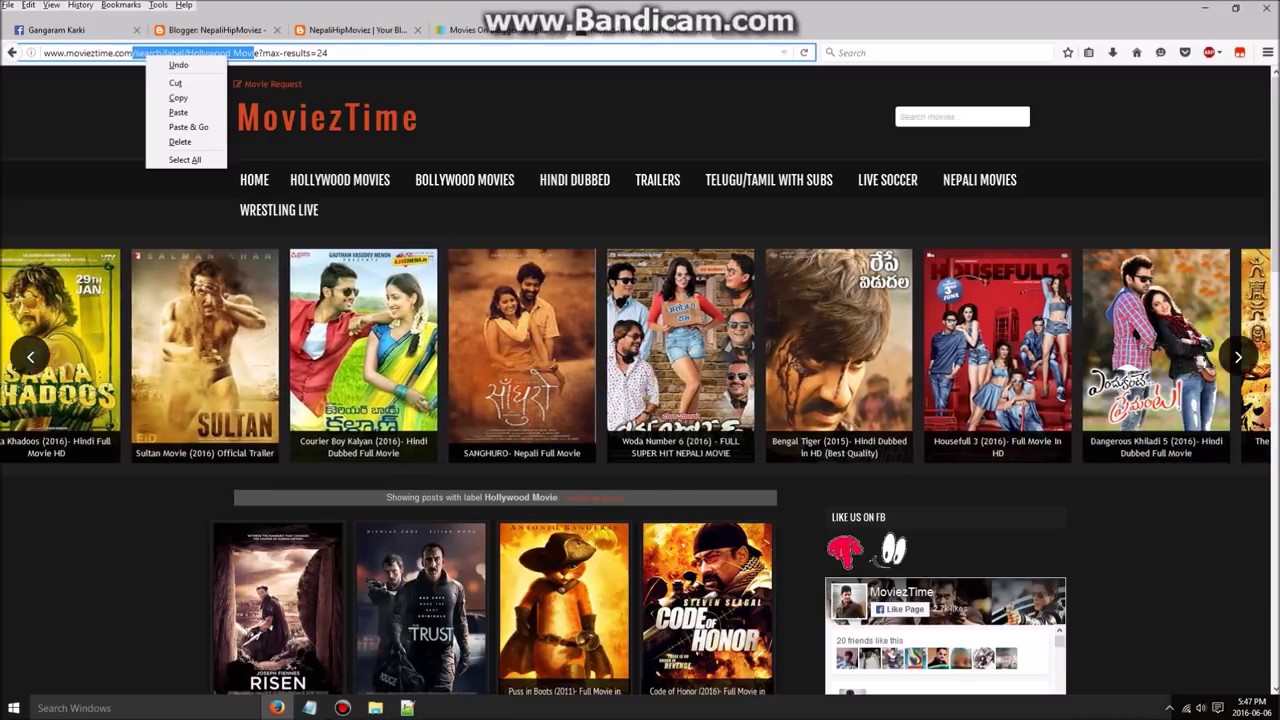 www.Bandicam.com
File Edit View History Bookmarks Tools Help
Gangaram Karki
Blogger: NepaliHipMoviez -
NepaliHipMoviez | Your Bl...
Movies On
www.movieztime.com/search/label/Hollywood Movie?max-results=24
Search
Undo
Cut
Copy
Paste
Paste & Go
Delete
Select All
Movie Request
MoviezTime
Search movies...
HOME HOLLYWOOD MOVIES BOLLYWOOD MOVIES HINDI DUBBED TRAILERS TELUGU/TAMIL WITH SUBS LIVE SOCCER NEPALI MOVIES
WRESTLING LIVE
29TH
JAN.
SAALA
KHADOOS
a Khadoos (2016)- Hindi Full
Movie HD
SALMAN KHAN
SULTAN
EID
Sultan Movie (2016) Official Trailer
GAUTHAM VASUDEV MENON
Courier Boy Kalyan (2016)- Hindi
Dubbed Full Movie
साँघुरो
SANGHURO- Nepali Full Movie
Woda Number 6 (2016) - FULL
SUPER HIT NEPALI MOVIE
రేపే
విడుదల
Bengal Tiger (2015)- Hindi Dubbed
in HD (Best Quality)
HOUSEFULL 3
3RD
JUNE
Housefull 3 (2016)- Full Movie In
HD
Dangerous Khiladi 5 (2016)- Hindi
Dubbed Full Movie
The
Showing posts with label Hollywood Movie.
LIKE US ON FB
JOSEPH FIENNES
RISEN
NICOLAS CAGE ELIJAH WOOD
THE
TRUST
ANTONIO BANDERAS
Puss in Boots (2011)- Full Movie in
STEVEN SEAGAL
CODE OF
HONOR
Code of Honor (2016)- Full Movie in
MoviezTime
Like Page 2.7k likes
20 friends like this
Search Windows
5:47 PM
2016-06-06